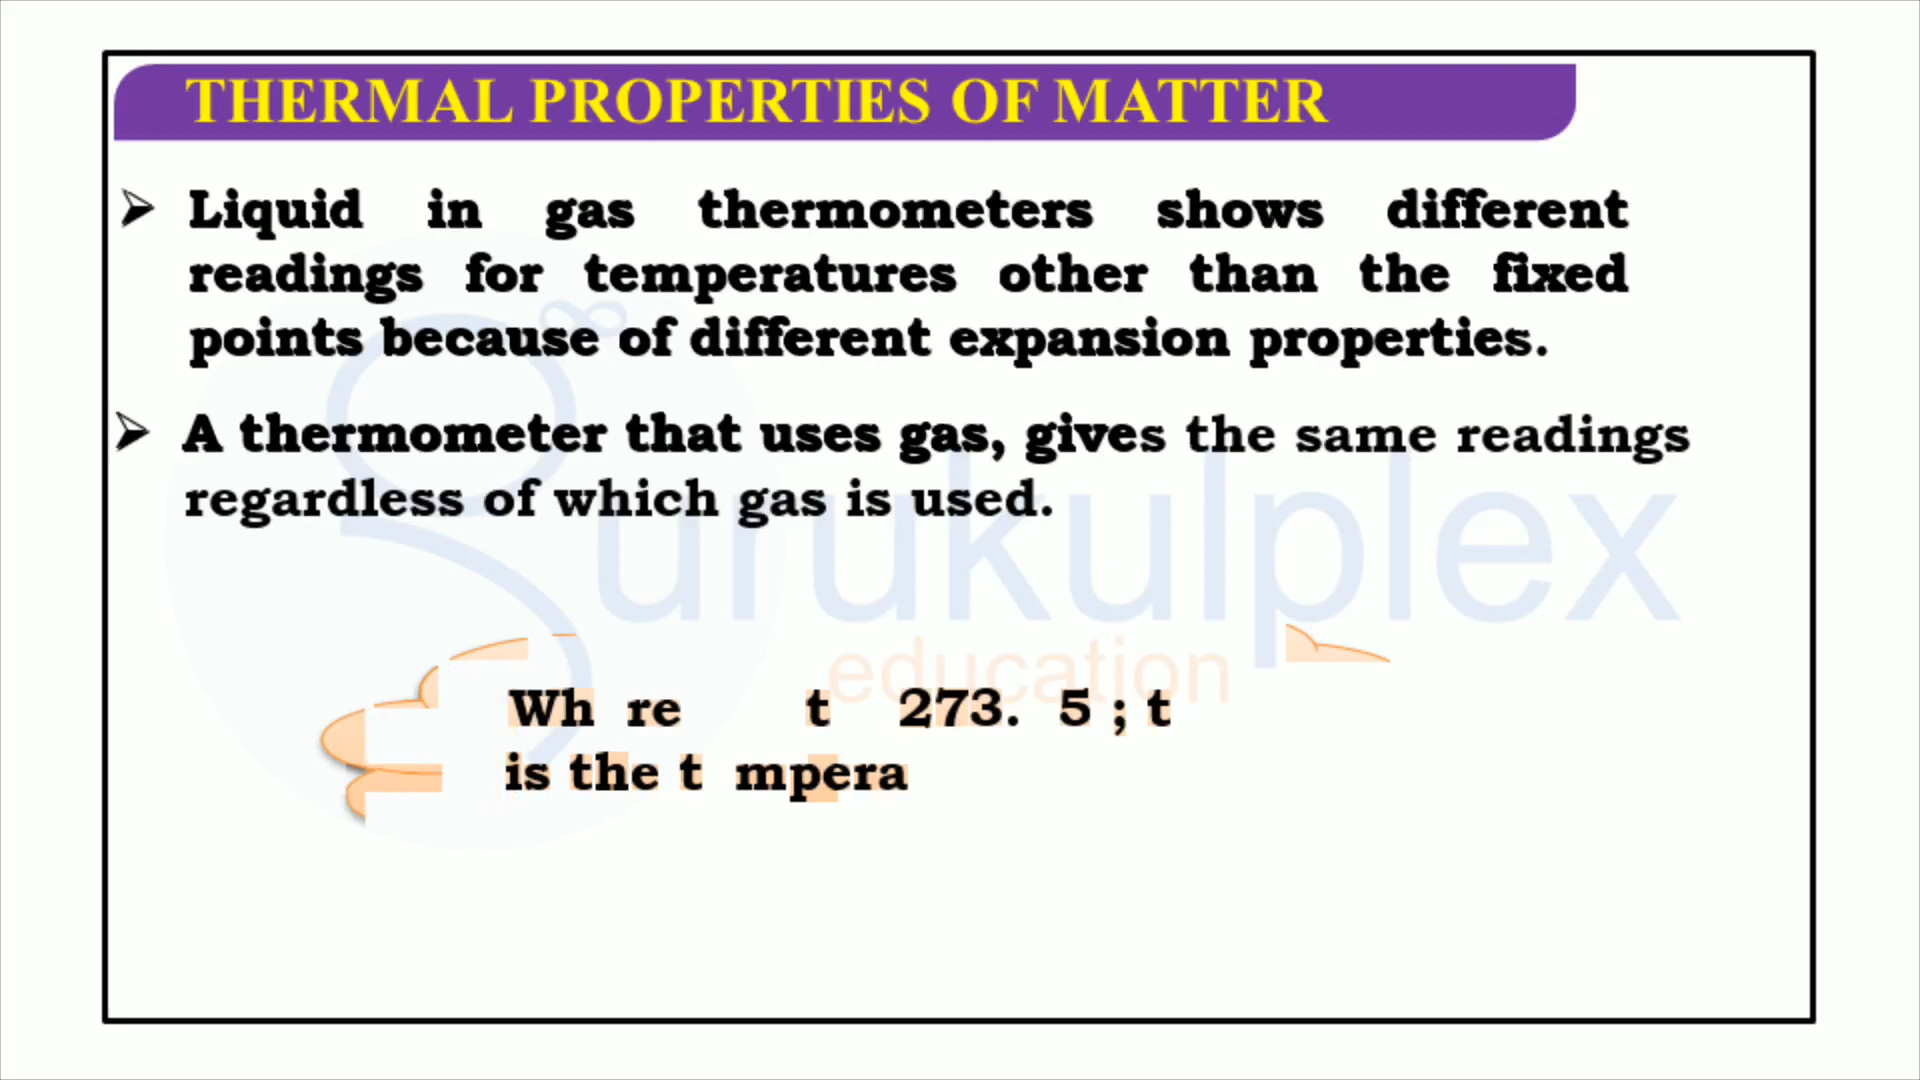 THERMAL PROPERTIES OF MATTER
➢ Liquid in gas thermometers shows different
readings for temperatures other than the fixed
points because of different expansion properties.
➢ A thermometer that uses gas, gives the same readings
regardless of which gas is used.
urukulplex
education
Wh re t 273. 5 ; t
is the t mpera